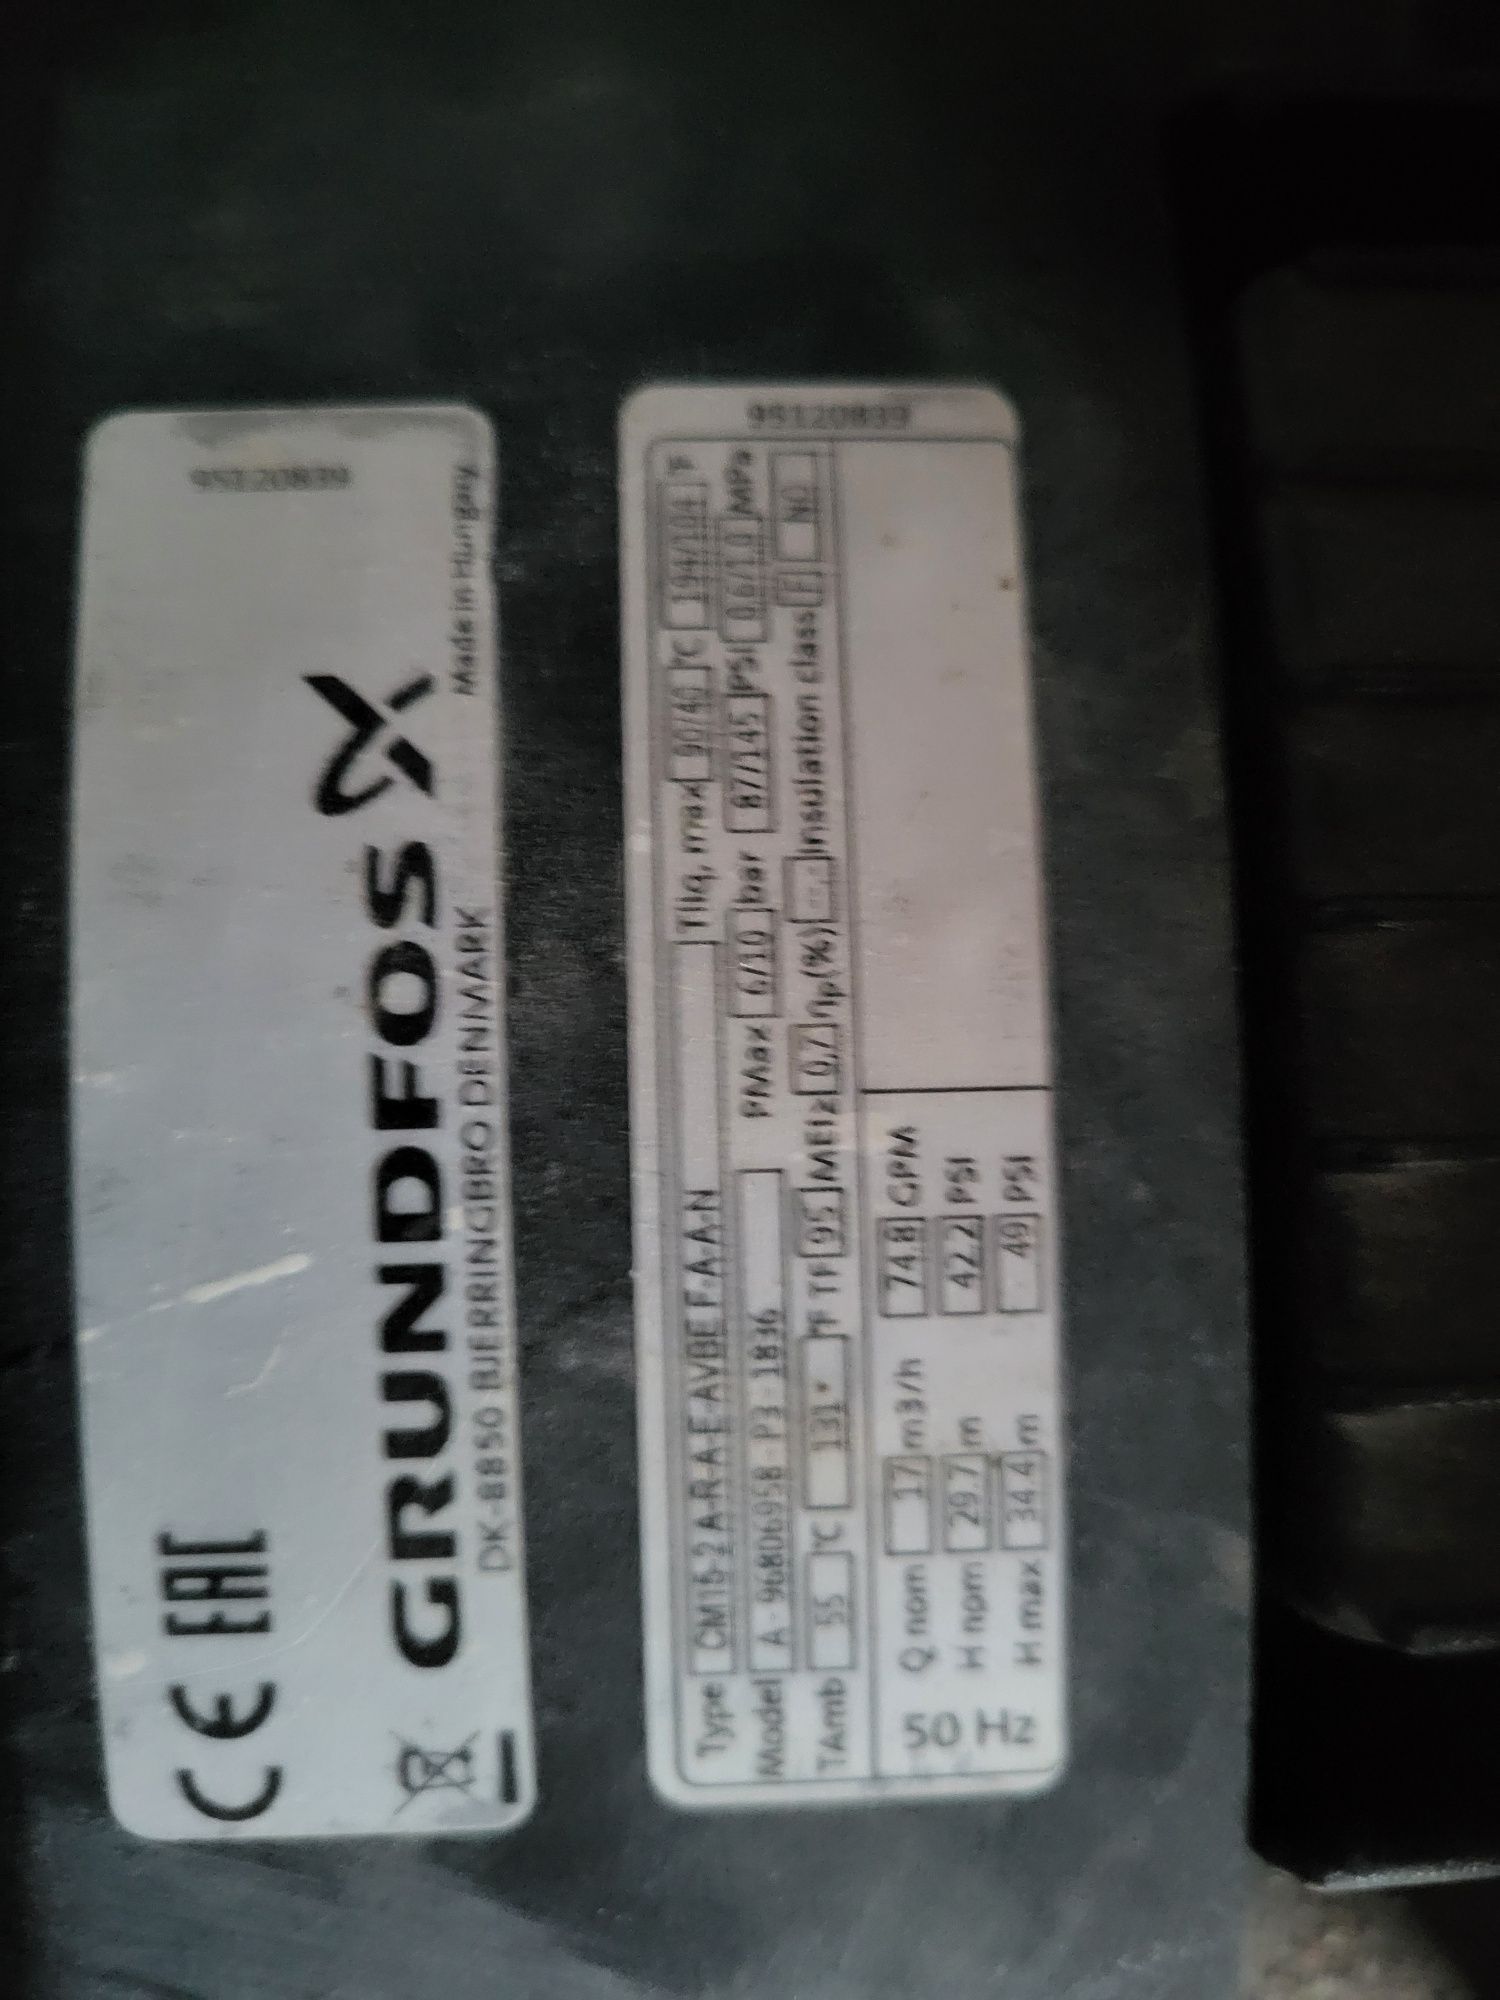 95120839
CE EAC
GRUNDFOS
DK-8850 BJERRINGBRO DENMARK
Made in Hungary
95120839
Type CM15-2 A-R-A-E-AVBE F-A-A-N Tliq, max 90/40 °C 194/104 °F
Model A - 96806958 - P3 - 1836 PMax 6/10 bar 87/145 PSI 0.6/1.0 MPa
TAmb 55 °C 131 °F TF 95 MEI≥ 0,7 ηp(%) -.- Insulation class F NO
50 Hz
Q nom 17 m3/h 74.8 GPM
H nom 29.7 m 42.2 PSI
H max 34.4 m 49 PSI